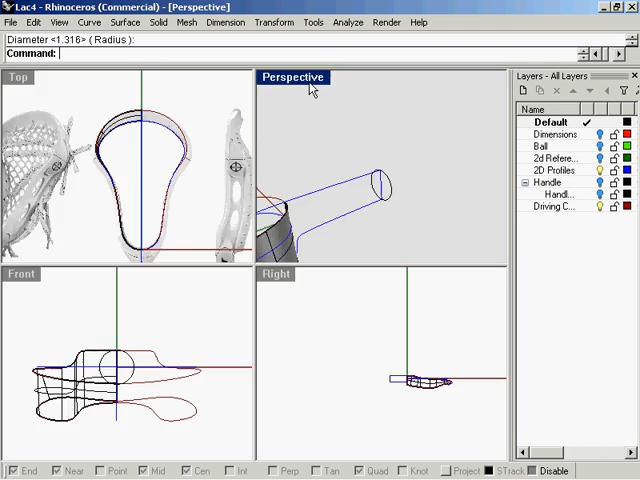 Lac4 - Rhinoceros (Commercial) - [Perspective]
File Edit View Curve Surface Solid Mesh Dimension Transform Tools Analyze Render Help
Diameter <1.316> ( Radius ):
Command:
Top
Perspective
Front
Right
Layers - All Layers
Name
Default
Dimensions
Ball
2d Refere...
2D Profiles
Handle
Handl...
Driving C...
End Near Point Mid Cen Int Perp Tan Quad Knot Project STrack Disable